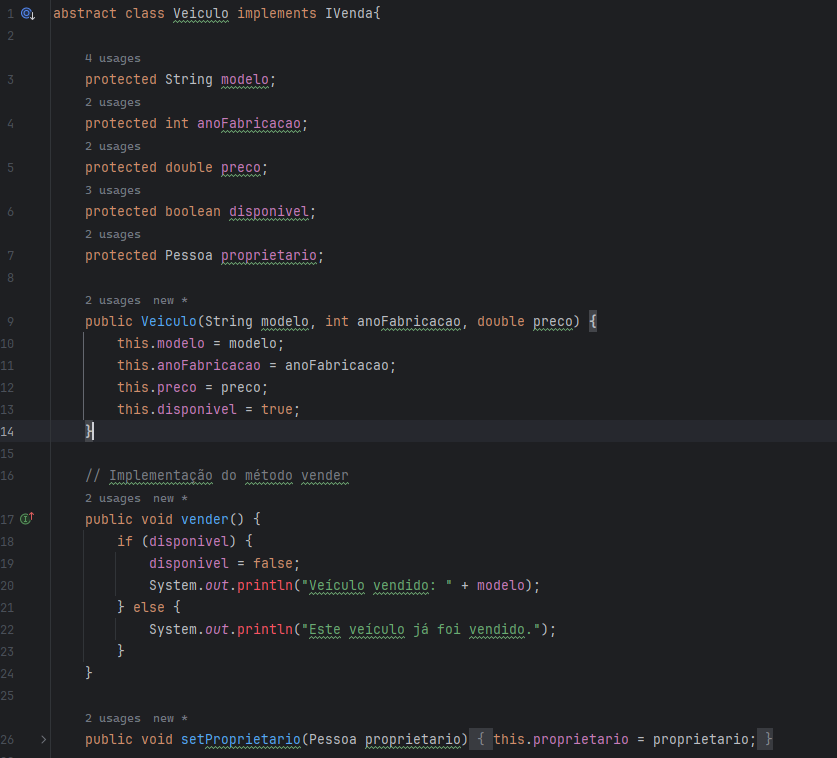 1 abstract class Veiculo implements IVenda{
2
4 usages
3 protected String modelo;
2 usages
4 protected int anoFabricacao;
2 usages
5 protected double preco;
3 usages
6 protected boolean disponivel;
2 usages
7 protected Pessoa proprietario;
8
2 usages new *
9 public Veiculo(String modelo, int anoFabricacao, double preco) {
10 this.modelo = modelo;
11 this.anoFabricacao = anoFabricacao;
12 this.preco = preco;
13 this.disponivel = true;
14 }
15
16 // Implementação do método vender
2 usages new *
17 public void vender() {
18 if (disponivel) {
19 disponivel = false;
20 System.out.println("Veículo vendido: " + modelo);
21 } else {
22 System.out.println("Este veículo já foi vendido.");
23 }
24 }
25
2 usages new *
26 public void setProprietario(Pessoa proprietario) { this.proprietario = proprietario; }